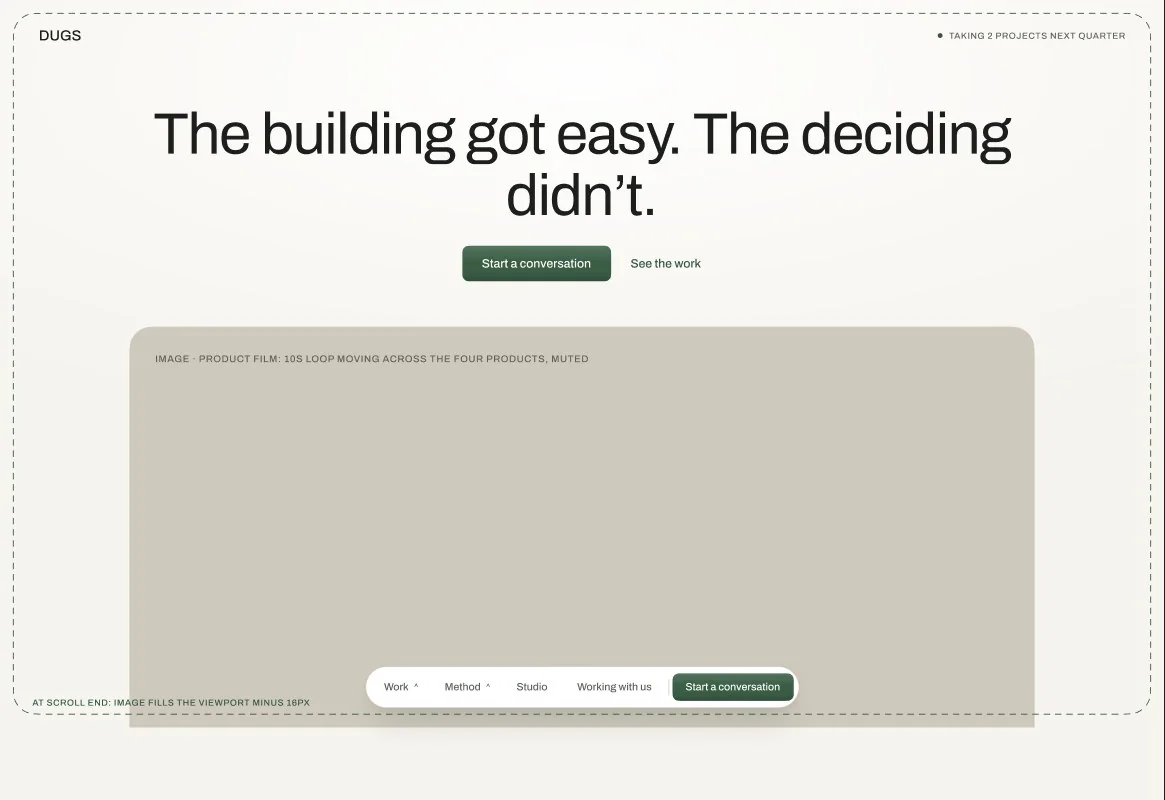 DUGS
TAKING 2 PROJECTS NEXT QUARTER
The building got easy. The deciding
didn’t.
Start a conversation
See the work
IMAGE · PRODUCT FILM: 10S LOOP MOVING ACROSS THE FOUR PRODUCTS, MUTED
Work ^ Method ^ Studio Working with us Start a conversation
AT SCROLL END: IMAGE FILLS THE VIEWPORT MINUS 16PX